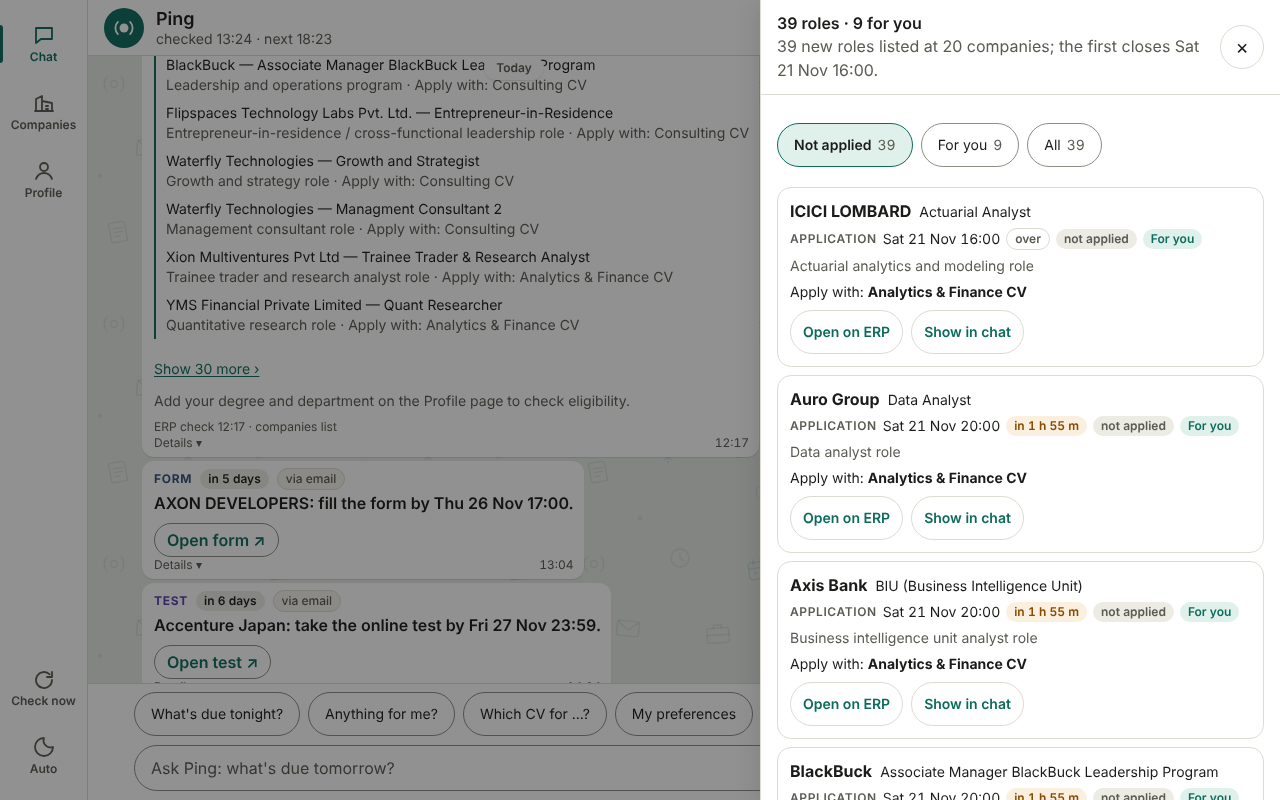 Chat
Companies
Profile
Check now
Auto
Ping
checked 13:24 · next 18:23
Today
BlackBuck — Associate Manager BlackBuck Lea Program
Leadership and operations program · Apply with: Consulting CV
Flipspaces Technology Labs Pvt. Ltd. — Entrepreneur-in-Residence
Entrepreneur-in-residence / cross-functional leadership role · Apply with: Consulting CV
Waterfly Technologies — Growth and Strategist
Growth and strategy role · Apply with: Consulting CV
Waterfly Technologies — Managment Consultant 2
Management consultant role · Apply with: Consulting CV
Xion Multiventures Pvt Ltd — Trainee Trader & Research Analyst
Trainee trader and research analyst role · Apply with: Analytics & Finance CV
YMS Financial Private Limited — Quant Researcher
Quantitative research role · Apply with: Analytics & Finance CV
Show 30 more ›
Add your degree and department on the Profile page to check eligibility.
ERP check 12:17 · companies list
Details ▾ 12:17
FORM in 5 days via email
AXON DEVELOPERS: fill the form by Thu 26 Nov 17:00.
Open form ↗
Details ▾ 13:04
TEST in 6 days via email
Accenture Japan: take the online test by Fri 27 Nov 23:59.
Open test ↗
What's due tonight? Anything for me? Which CV for ...? My preferences
Ask Ping: what's due tomorrow?
39 roles · 9 for you
39 new roles listed at 20 companies; the first closes Sat
21 Nov 16:00.
×
Not applied 39 For you 9 All 39
ICICI LOMBARD Actuarial Analyst
APPLICATION Sat 21 Nov 16:00 over not applied For you
Actuarial analytics and modeling role
Apply with: Analytics & Finance CV
Open on ERP Show in chat
Auro Group Data Analyst
APPLICATION Sat 21 Nov 20:00 in 1 h 55 m not applied For you
Data analyst role
Apply with: Analytics & Finance CV
Open on ERP Show in chat
Axis Bank BIU (Business Intelligence Unit)
APPLICATION Sat 21 Nov 20:00 in 1 h 55 m not applied For you
Business intelligence unit analyst role
Apply with: Analytics & Finance CV
Open on ERP Show in chat
BlackBuck Associate Manager BlackBuck Leadership Program
APPLICATION Sat 21 Nov 20:00 in 1 h 55 m not applied For you